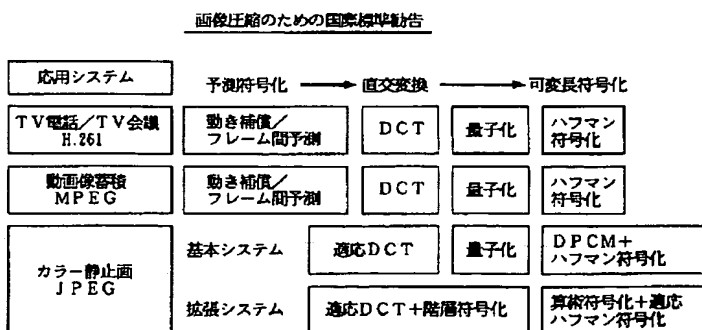 画像圧縮のための国際標準勧告
応用システム
予測符号化 → 直交変換 → 可変長符号化
TV電話/TV会議
H.261
動き補償/
フレーム間予測
DCT
量子化
ハフマン
符号化
動画像蓄積
MPEG
動き補償/
フレーム間予測
DCT
量子化
ハフマン
符号化
カラー静止画
JPEG
基本システム
適応DCT
量子化
DPCM+
ハフマン符号化
拡張システム
適応DCT+階層符号化
算術符号化+適応
ハフマン符号化